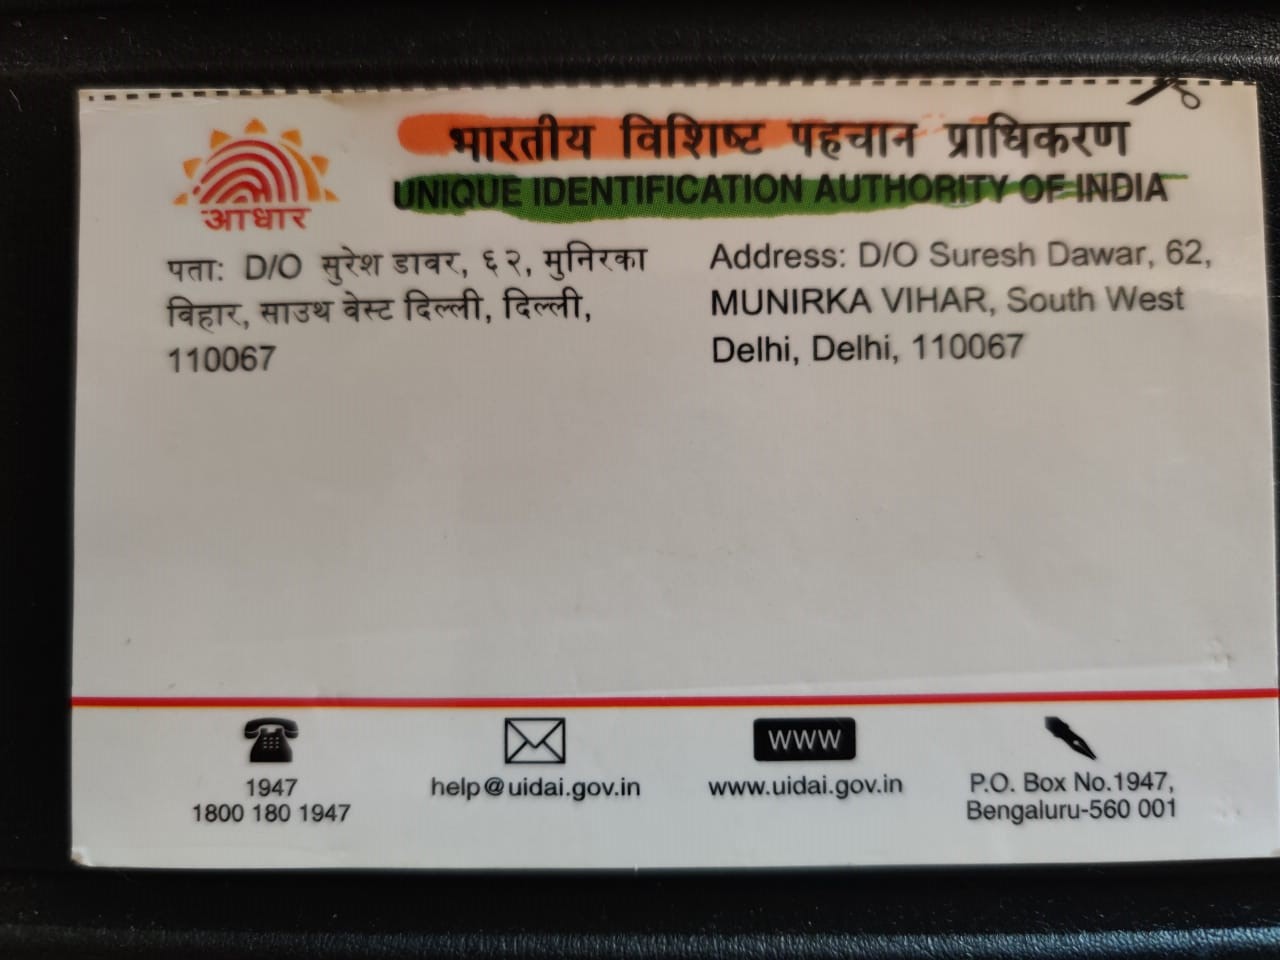 आधार
भारतीय विशिष्ट पहचान प्राधिकरण
UNIQUE IDENTIFICATION AUTHORITY OF INDIA
पता: D/O सुरेश डावर, ६२, मुनिरका
विहार, साउथ वेस्ट दिल्ली, दिल्ली,
110067
Address: D/O Suresh Dawar, 62,
MUNIRKA VIHAR, South West
Delhi, Delhi, 110067
1947
1800 180 1947
help@uidai.gov.in
WWW
www.uidai.gov.in
P.O. Box No.1947,
Bengaluru-560 001